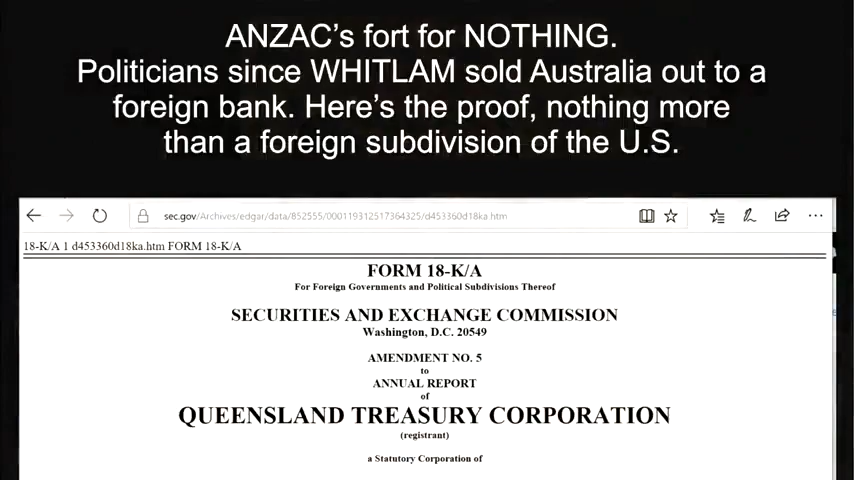 ANZAC's fort for NOTHING.
Politicians since WHITLAM sold Australia out to a
foreign bank. Here's the proof, nothing more
than a foreign subdivision of the U.S.
sec.gov/Archives/edgar/data/852555/000119312517364325/d453360d18ka.htm
18-K/A 1 d453360d18ka.htm FORM 18-K/A
FORM 18-K/A
For Foreign Governments and Political Subdivisions Thereof
SECURITIES AND EXCHANGE COMMISSION
Washington, D.C. 20549
AMENDMENT NO. 5
to
ANNUAL REPORT
of
QUEENSLAND TREASURY CORPORATION
(registrant)
a Statutory Corporation of